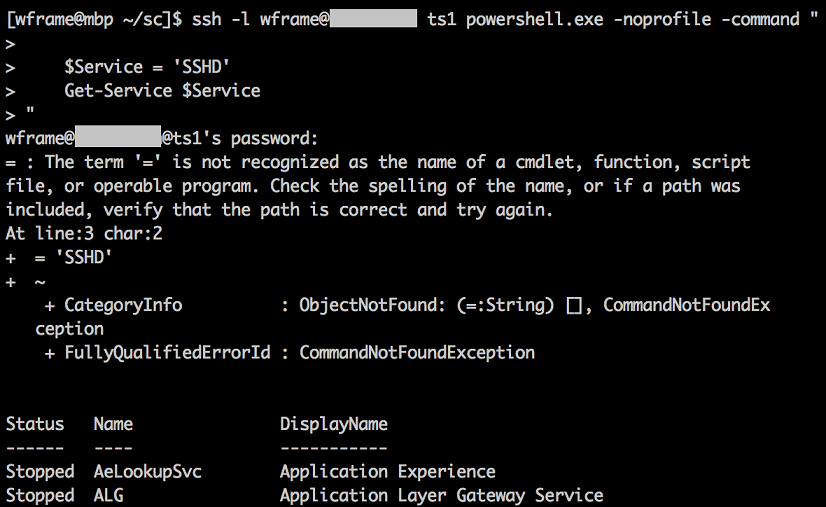 [wframe@mbp ~/sc]$ ssh -l wframe@ ts1 powershell.exe -noprofile -command "
>
>     $Service = 'SSHD'
>     Get-Service $Service
> "
wframe@ @ts1's password:
= : The term '=' is not recognized as the name of a cmdlet, function, script
file, or operable program. Check the spelling of the name, or if a path was
included, verify that the path is correct and try again.
At line:3 char:2
+  = 'SSHD'
+  ~
    + CategoryInfo          : ObjectNotFound: (=:String) [], CommandNotFoundEx
   ception
    + FullyQualifiedErrorId : CommandNotFoundException
Status   Name               DisplayName
------   ----               -----------
Stopped  AeLookupSvc        Application Experience
Stopped  ALG                Application Layer Gateway Service